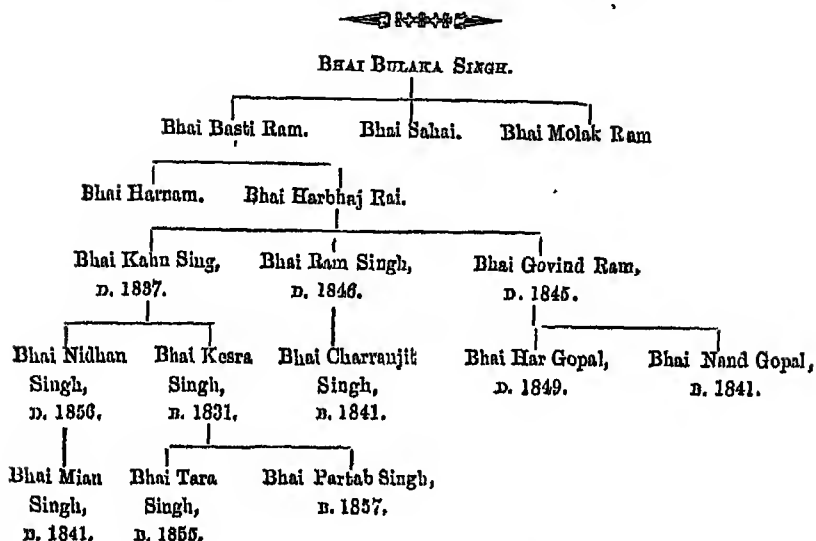 BHAI BULAKA SINGH.
Bhai Basti Ram. Bhai Sahai. Bhai Molak Ram
Bhai Harnam. Bhai Harbhaj Rai.
Bhai Kahn Sing, Bhai Ram Singh, Bhai Govind Ram,
D. 1837. D. 1846. D. 1845.
Bhai Nidhan Bhai Kesra Bhai Charranjit Bhai Har Gopal, Bhai Nand Gopal,
Singh, Singh, Singh, D. 1849. B. 1841.
D. 1856. B. 1831. B. 1841.
Bhai Mian Bhai Tara Bhai Partab Singh,
Singh, Singh, B. 1857.
B. 1841. B. 1855.